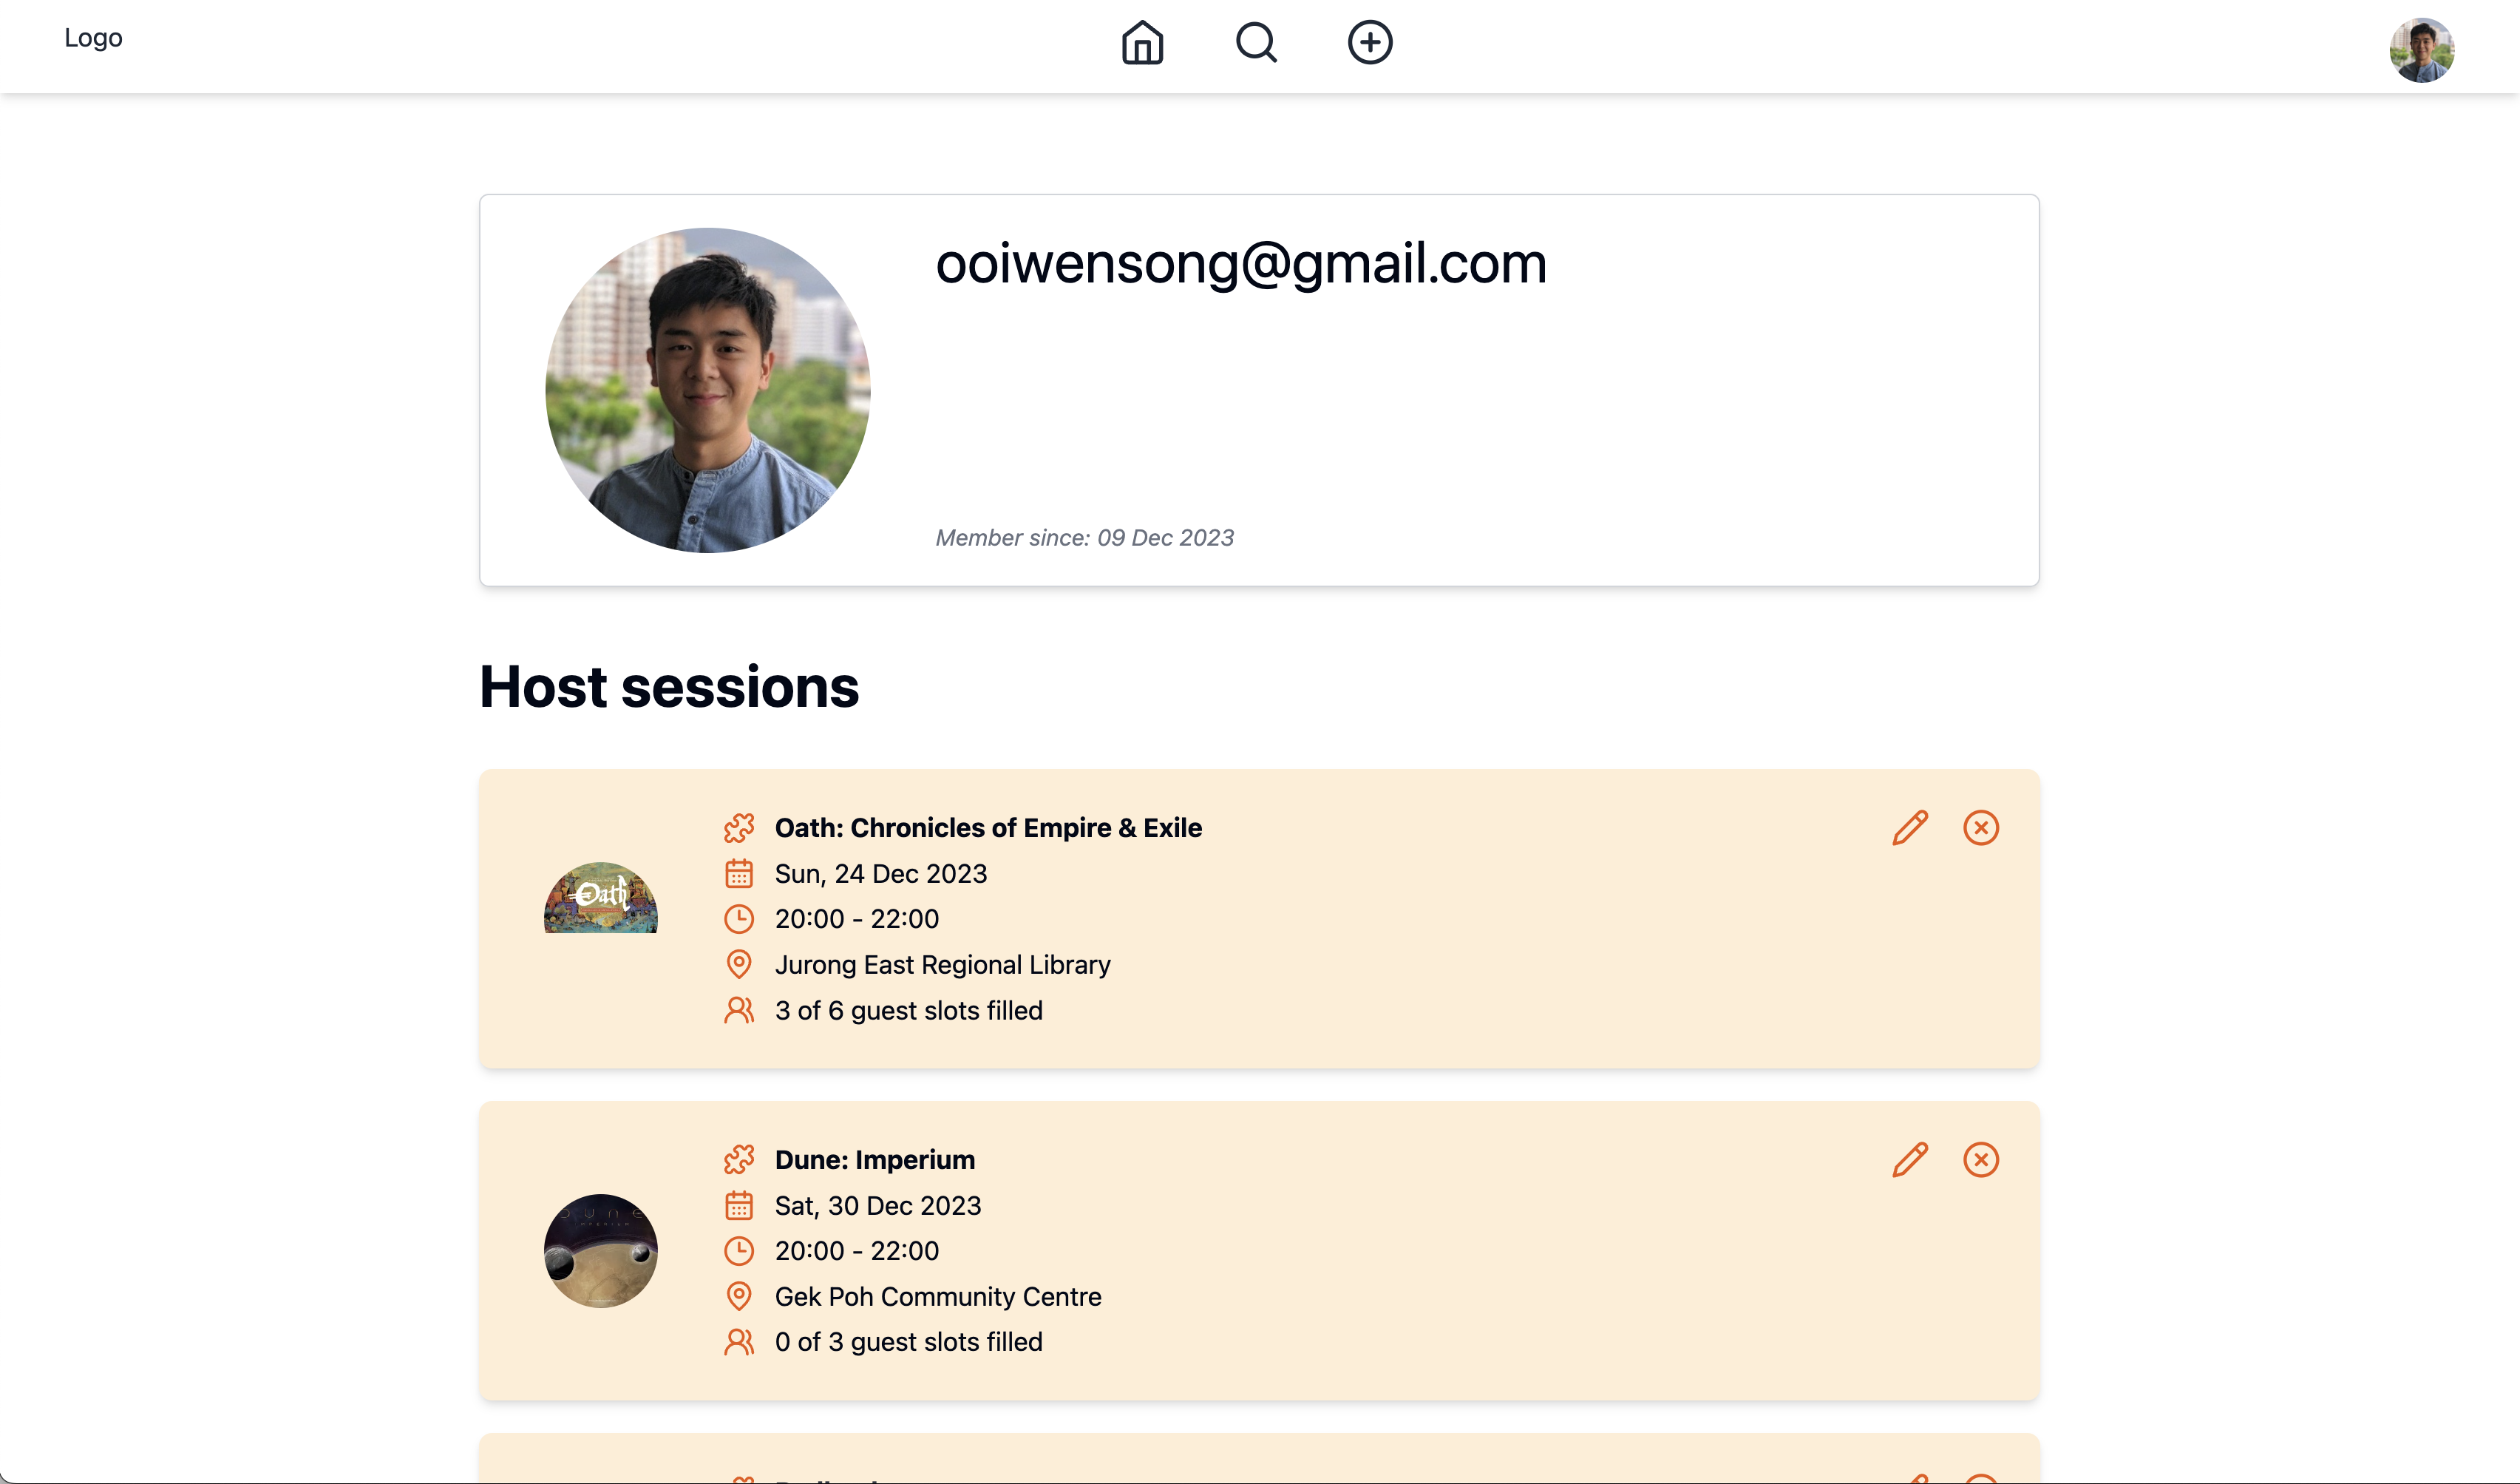 Logo
ooiwensong@gmail.com
Member since: 09 Dec 2023
Host sessions
Oath: Chronicles of Empire & Exile
Sun, 24 Dec 2023
Oath
20:00 - 22:00
Jurong East Regional Library
3 of 6 guest slots filled
Dune: Imperium
Sat, 30 Dec 2023
DUNE
IMPERIUM
20:00 - 22:00
Gek Poh Community Centre
0 of 3 guest slots filled